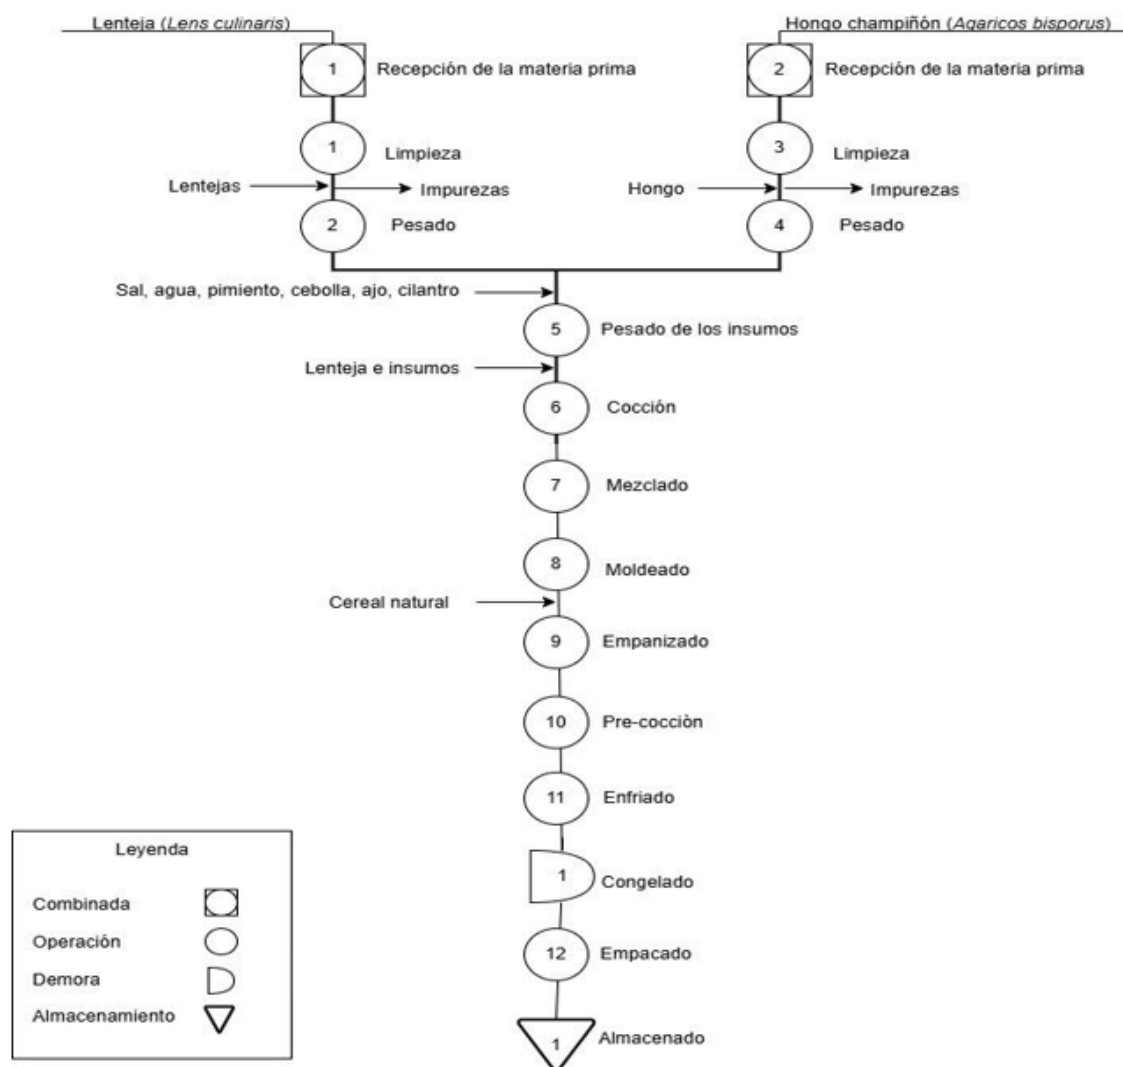 Lenteja (Lens culinaris)
Hongo champiñón (Agaricos bisporus)
1
Recepción de la materia prima
2
Recepción de la materia prima
1
Limpieza
3
Limpieza
Lentejas
Impurezas
Hongo
Impurezas
2
Pesado
4
Pesado
Sal, agua, pimiento, cebolla, ajo, cilantro
5
Pesado de los insumos
Lenteja e insumos
6
Cocción
7
Mezclado
8
Moldeado
Cereal natural
9
Empanizado
10
Pre-cocciòn
11
Enfriado
1
Congelado
12
Empacado
1
Almacenado
Leyenda
Combinada
Operación
Demora
Almacenamiento